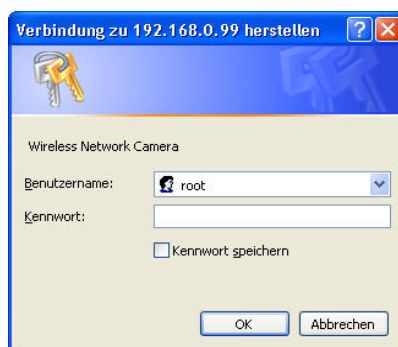 Verbindung zu 192.168.0.99 herstellen
Wireless Network Camera
Benutzername: root
Kennwort:
Kennwort speichern
OK Abbrechen